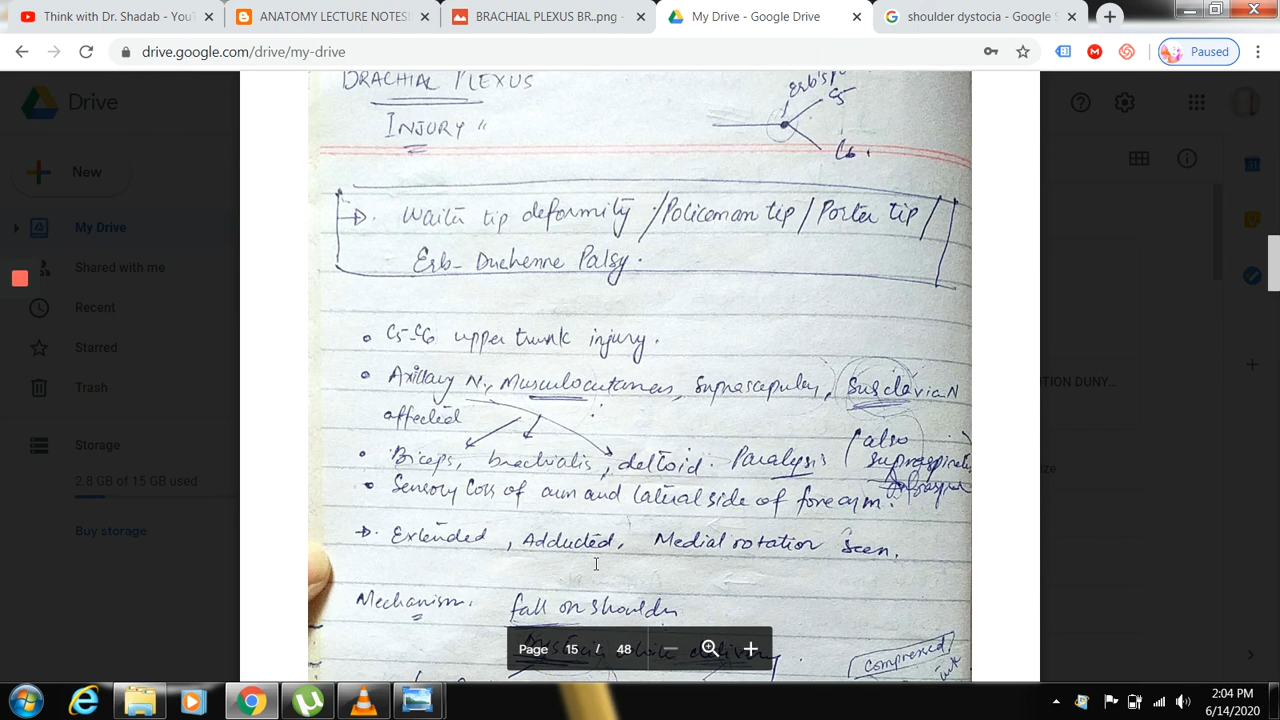 Think with Dr. Shadab - You
ANATOMY LECTURE NOTES
BRACHIAL PLEXUS BR..png
My Drive - Google Drive
shoulder dystocia - Google S
drive.google.com/drive/my-drive
Paused
Drive
BRACHIAL PLEXUS
INJURY"
Erb's p
C5
C6
New
My Drive
Shared with me
Recent
Starred
Trash
Storage
2.8 GB of 15 GB used
Buy storage
Waiter tip deformity / Policeman tip / Porter tip /
Erb-Duchenne Palsy.
C5-C6 upper trunk injury.
Axillary N, Musculocutaneous, Suprascapular, Susclavian N
affected
Biceps, brachialis, deltoid. Paralysis (also
supraspinatus
Sensory loss of arm and lateral side of forearm.
Extended, Adducted, Medial rotation seen.
Mechanism. fall on shoulder
Page 15 / 48
delivery
compressed
2:04 PM
6/14/2020